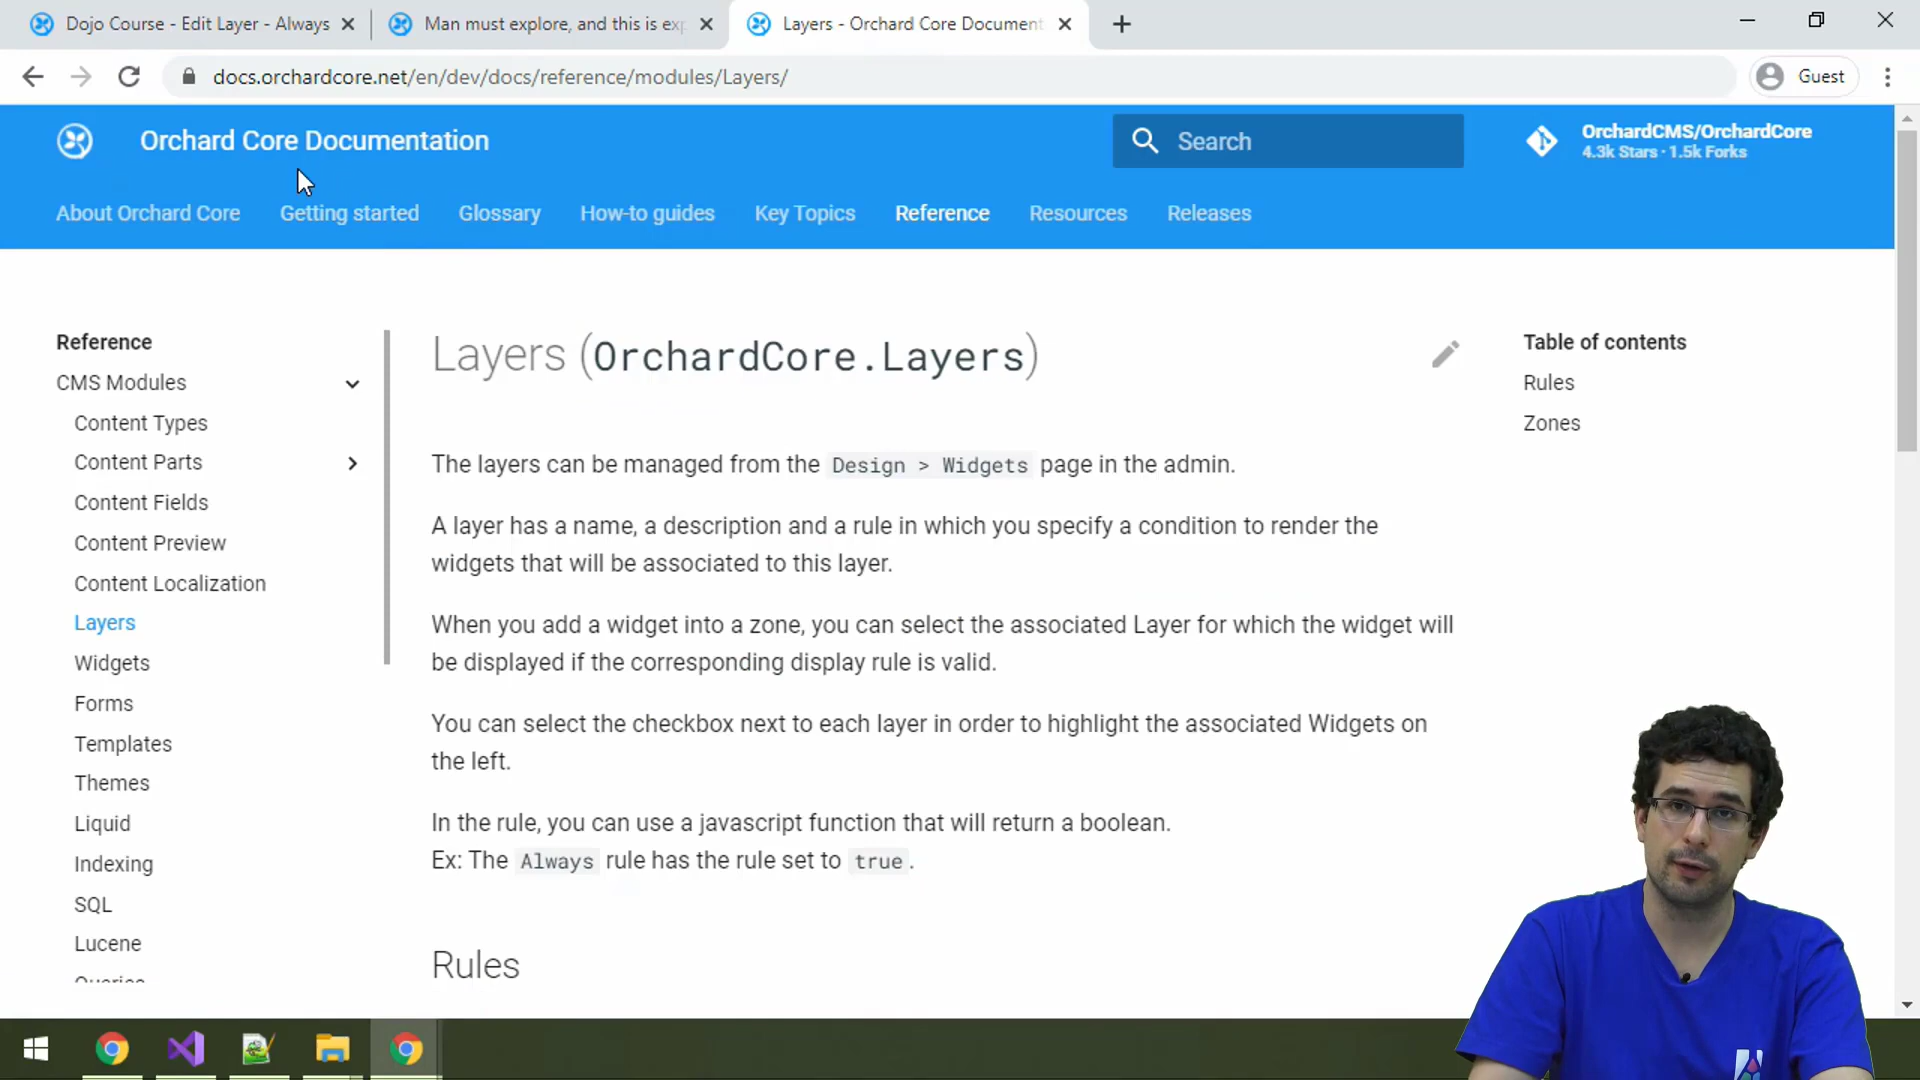 Dojo Course - Edit Layer - Always
Man must explore, and this is exp
Layers - Orchard Core Document
docs.orchardcore.net/en/dev/docs/reference/modules/Layers/
Guest
Orchard Core Documentation
Search
OrchardCMS/OrchardCore
4.3k Stars · 1.5k Forks
About Orchard Core
Getting started
Glossary
How-to guides
Key Topics
Reference
Resources
Releases
Reference
CMS Modules
Content Types
Content Parts
Content Fields
Content Preview
Content Localization
Layers
Widgets
Forms
Templates
Themes
Liquid
Indexing
SQL
Lucene
Queries
Layers (OrchardCore.Layers)
The layers can be managed from the Design > Widgets page in the admin.
A layer has a name, a description and a rule in which you specify a condition to render the
widgets that will be associated to this layer.
When you add a widget into a zone, you can select the associated Layer for which the widget will
be displayed if the corresponding display rule is valid.
You can select the checkbox next to each layer in order to highlight the associated Widgets on
the left.
In the rule, you can use a javascript function that will return a boolean.
Ex: The Always rule has the rule set to true.
Rules
Table of contents
Rules
Zones